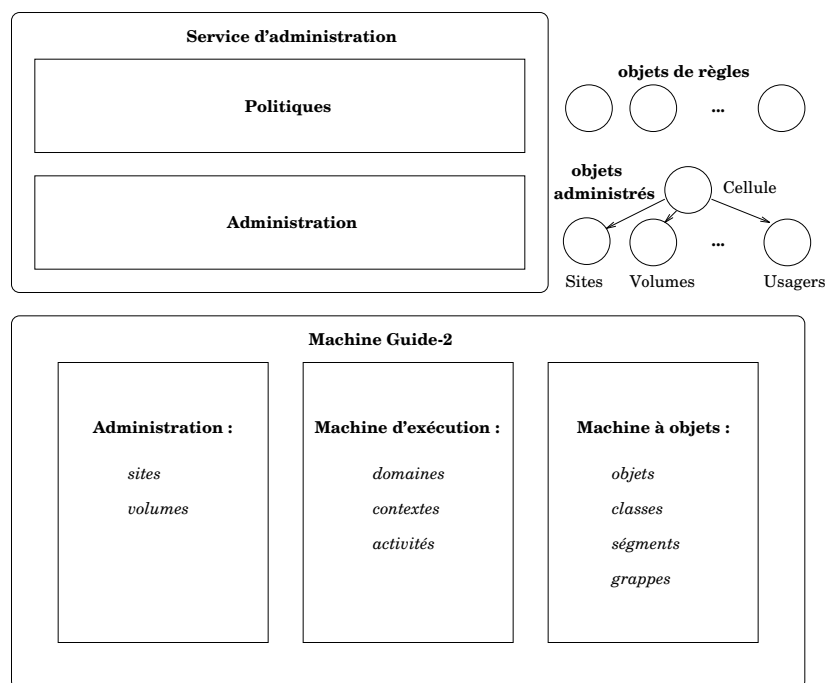 Service d'administration
Politiques
objets de règles
...
Administration
objets
administrés
Cellule
...
Sites
Volumes
Usagers
Machine Guide-2
Administration :
sites
volumes
Machine d'exécution :
domaines
contextes
activités
Machine à objets :
objets
classes
ségments
grappes